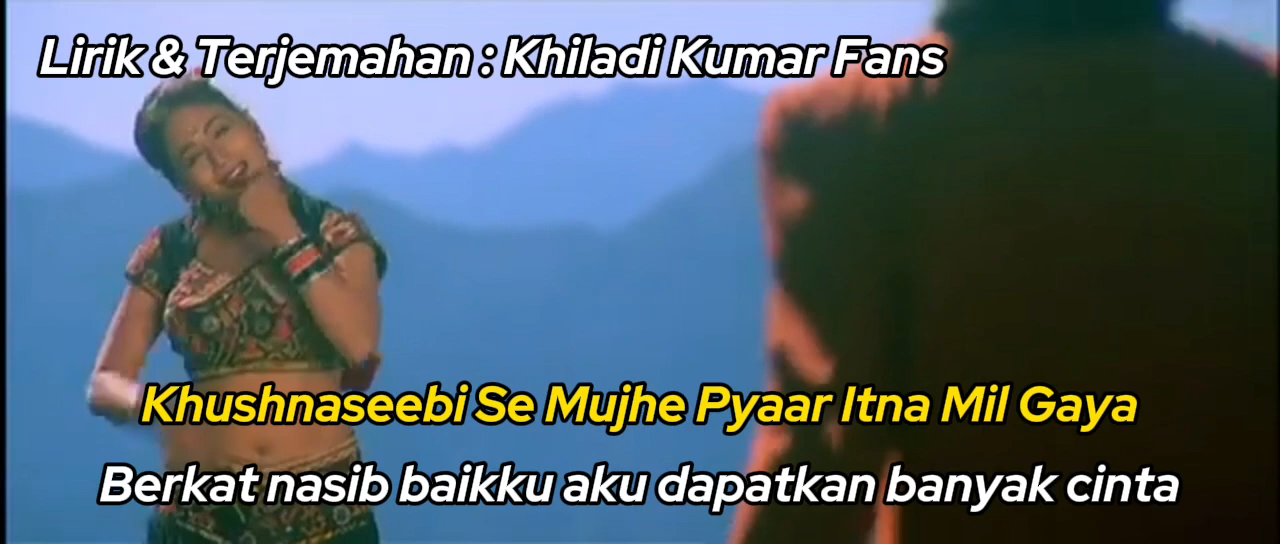 Lirik & Terjemahan : Khiladi Kumar Fans
Khushnaseebi Se Mujhe Pyaar Itna Mil Gaya
Berkat nasib baikku aku dapatkan banyak cinta